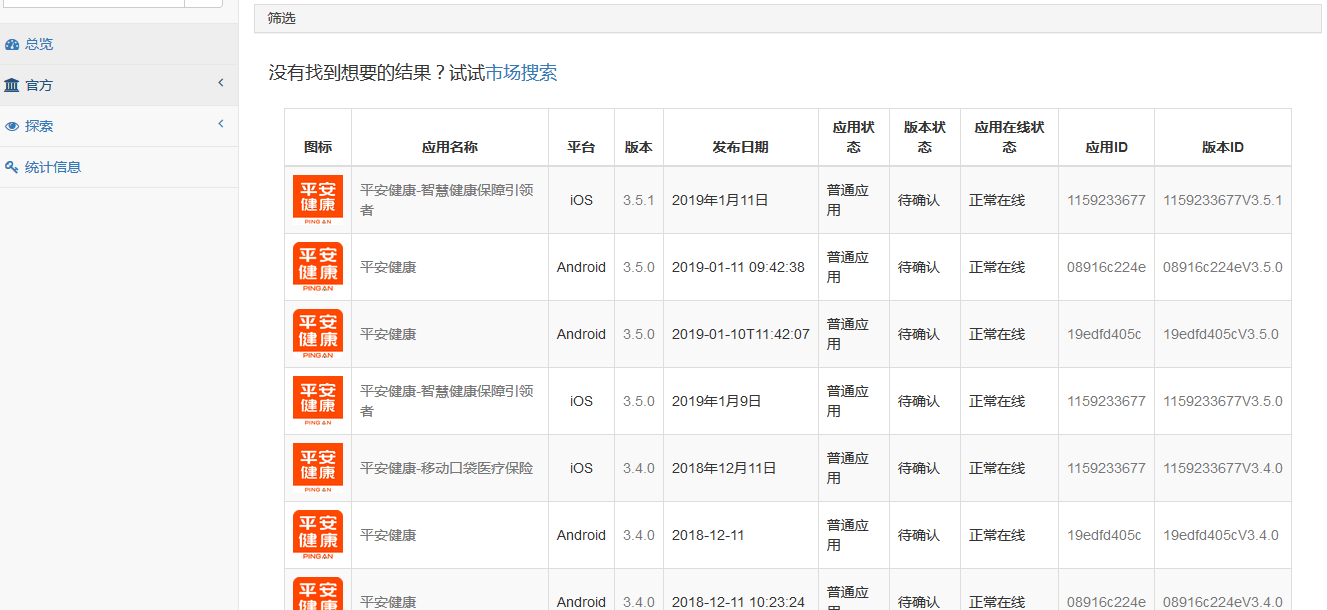 筛选
总览
官方
探索
统计信息
没有找到想要的结果？试试市场搜索
图标 应用名称 平台 版本 发布日期 应用状态 版本状态 应用在线状态 应用ID 版本ID
平安健康 PING AN 平安健康-智慧健康保障引领者 iOS 3.5.1 2019年1月11日 普通应用 待确认 正常在线 1159233677 1159233677V3.5.1
平安健康 PING AN 平安健康 Android 3.5.0 2019-01-11 09:42:38 普通应用 待确认 正常在线 08916c224e 08916c224eV3.5.0
平安健康 PING AN 平安健康 Android 3.5.0 2019-01-10T11:42:07 普通应用 待确认 正常在线 19edfd405c 19edfd405cV3.5.0
平安健康 PING AN 平安健康-智慧健康保障引领者 iOS 3.5.0 2019年1月9日 普通应用 待确认 正常在线 1159233677 1159233677V3.5.0
平安健康 PING AN 平安健康-移动口袋医疗保险 iOS 3.4.0 2018年12月11日 普通应用 待确认 正常在线 1159233677 1159233677V3.4.0
平安健康 PING AN 平安健康 Android 3.4.0 2018-12-11 普通应用 待确认 正常在线 19edfd405c 19edfd405cV3.4.0
平安健康 平安健康 Android 3.4.0 2018-12-11 10:23:24 普通应 待确认 正常在线 08916c224e 08916c224eV3.4.0